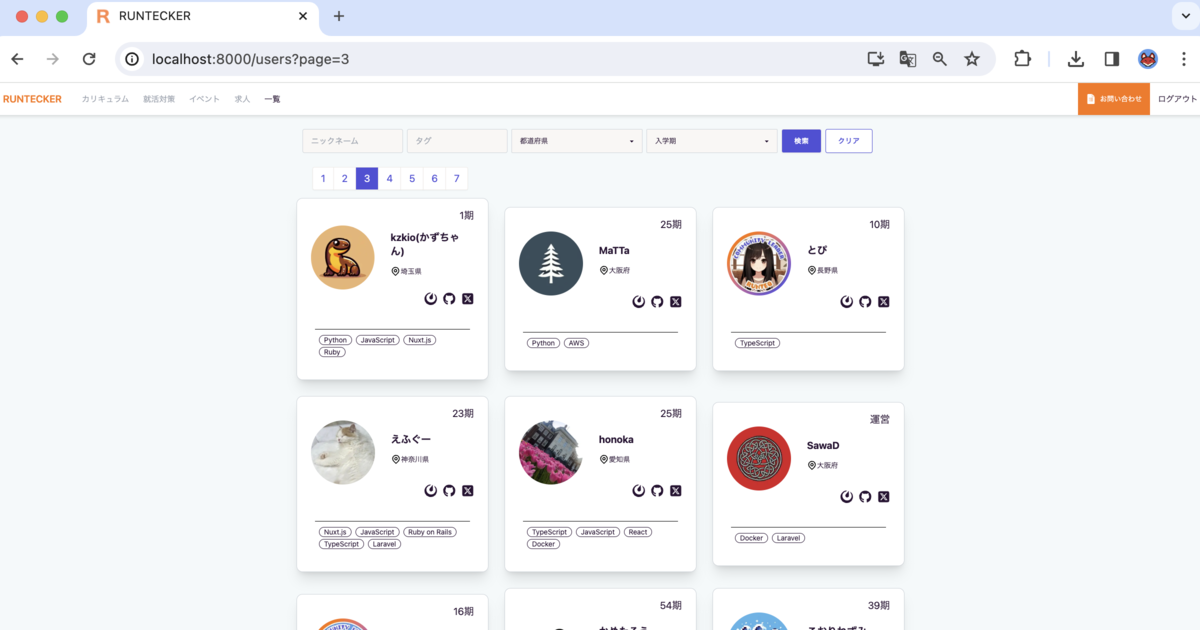 RUNTECKER
localhost:8000/users?page=3
RUNTECKER カリキュラム 就活対策 イベント 求人 一覧 お問い合わせ ログアウト
ニックネーム タグ 都道府県 入学期 検索 クリア
1 2 3 4 5 6 7
1期
kzkio(かずちゃ
ん)
埼玉県
Python JavaScript Nuxt.js
Ruby
25期
MaTTa
大阪府
Python AWS
10期
とび
長野県
TypeScript
23期
えふぐー
神奈川県
Nuxt.js JavaScript Ruby on Rails
TypeScript Laravel
25期
honoka
愛知県
TypeScript JavaScript React
Docker
運営
SawaD
大阪府
Docker Laravel
16期
54期
39期